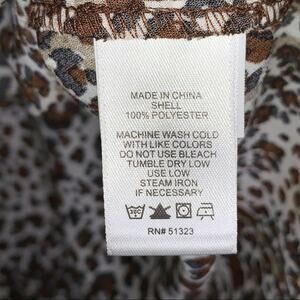 MADE IN CHINA
SHELL
100% POLYESTER
MACHINE WASH COLD
WITH LIKE COLORS
DO NOT USE BLEACH
TUMBLE DRY LOW
USE LOW
STEAM IRON
IF NECESSARY
RN# 51323